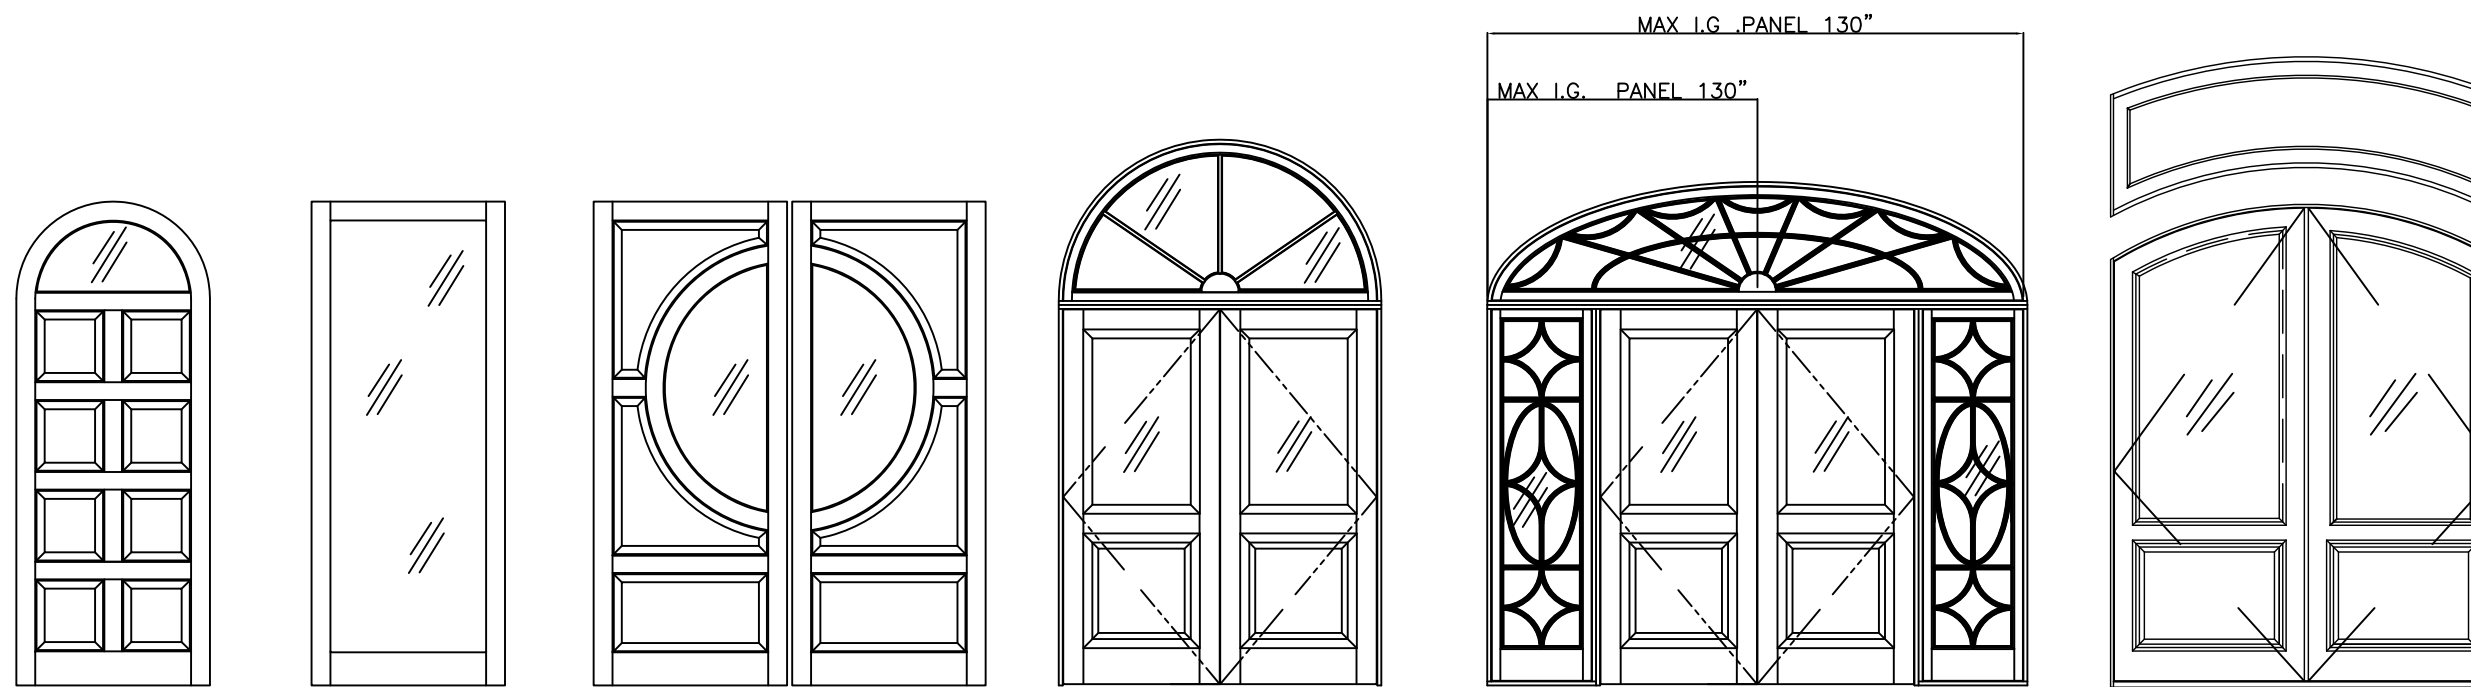 MAX I.G .PANEL 130"
MAX I.G. PANEL 130"